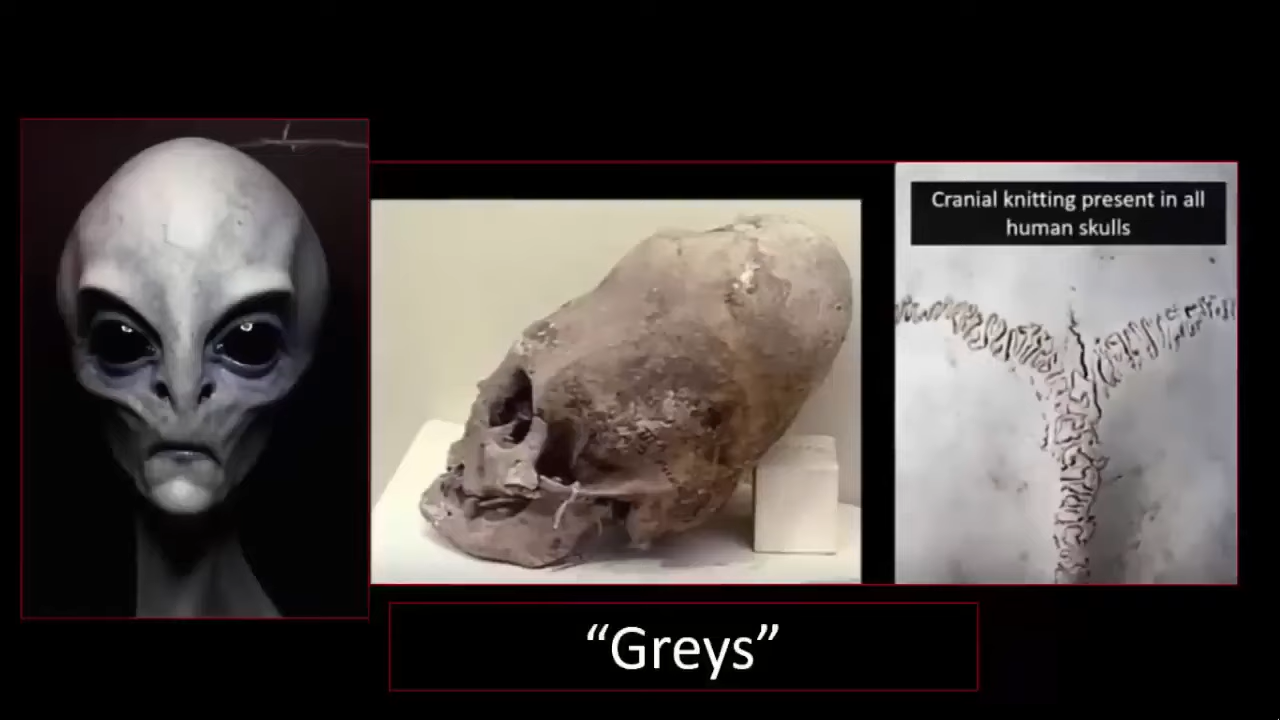 Cranial knitting present in all
human skulls
“Greys”